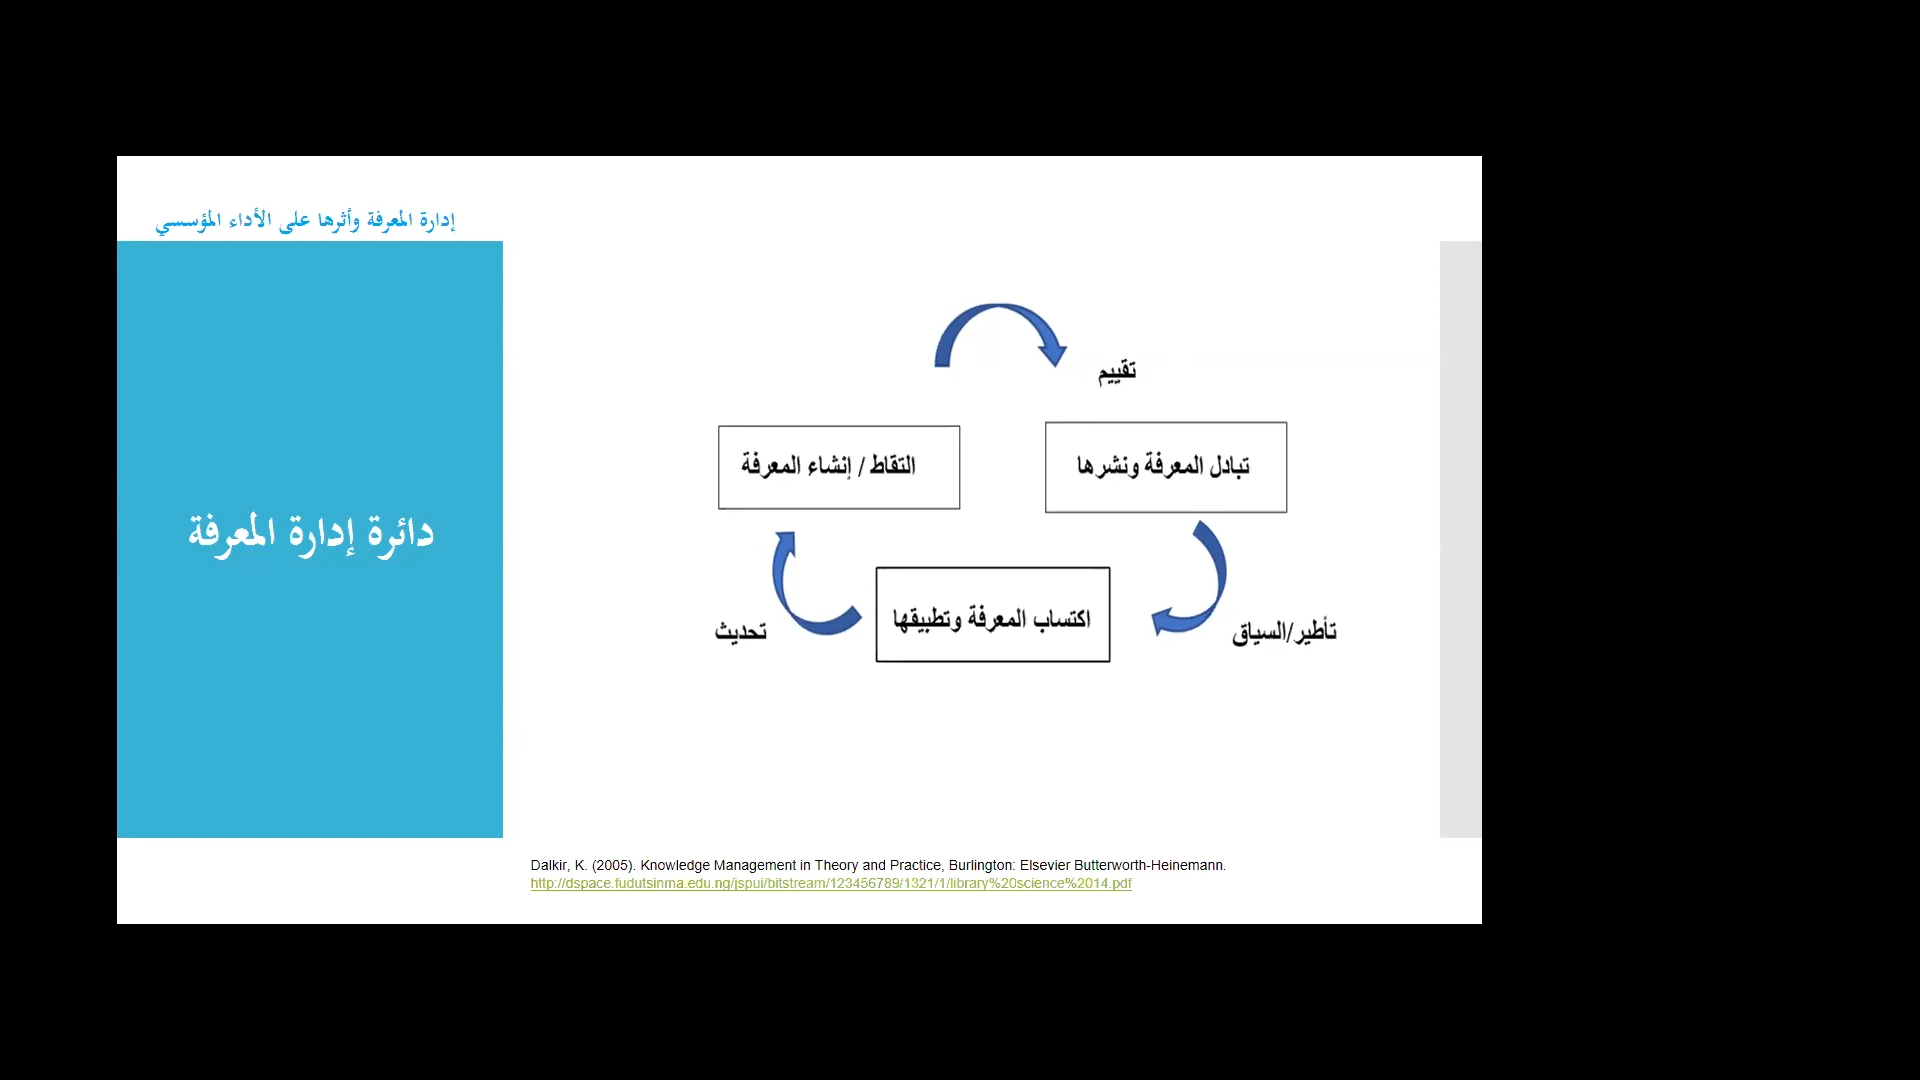 إدارة المعرفة وأثرها على الأداء المؤسسي
دائرة إدارة المعرفة
تقييم
تبادل المعرفة ونشرها
التقاط / إنشاء المعرفة
اكتساب المعرفة وتطبيقها
تأطير/السياق
تحديث
Dalkir, K. (2005). Knowledge Management in Theory and Practice, Burlington: Elsevier Butterworth-Heinemann.
http://dspace.fudutsinma.edu.ng/jspui/bitstream/123456789/1321/1/library%20science%2014.pdf